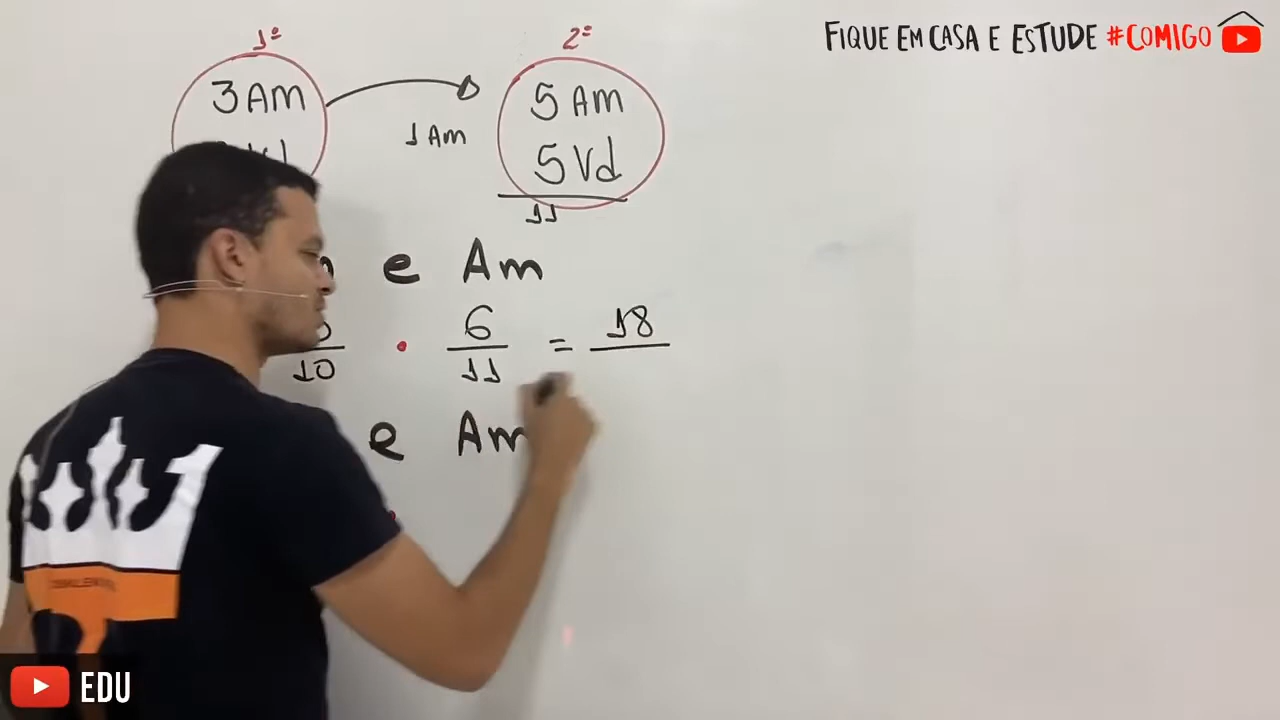 FIQUE EM CASA E ESTUDE #COMIGO
1º 2º
3 Am 5 Am
1 Am
5 Vd
11
e Am
6 = 18
10 · 11
e Am
EDU